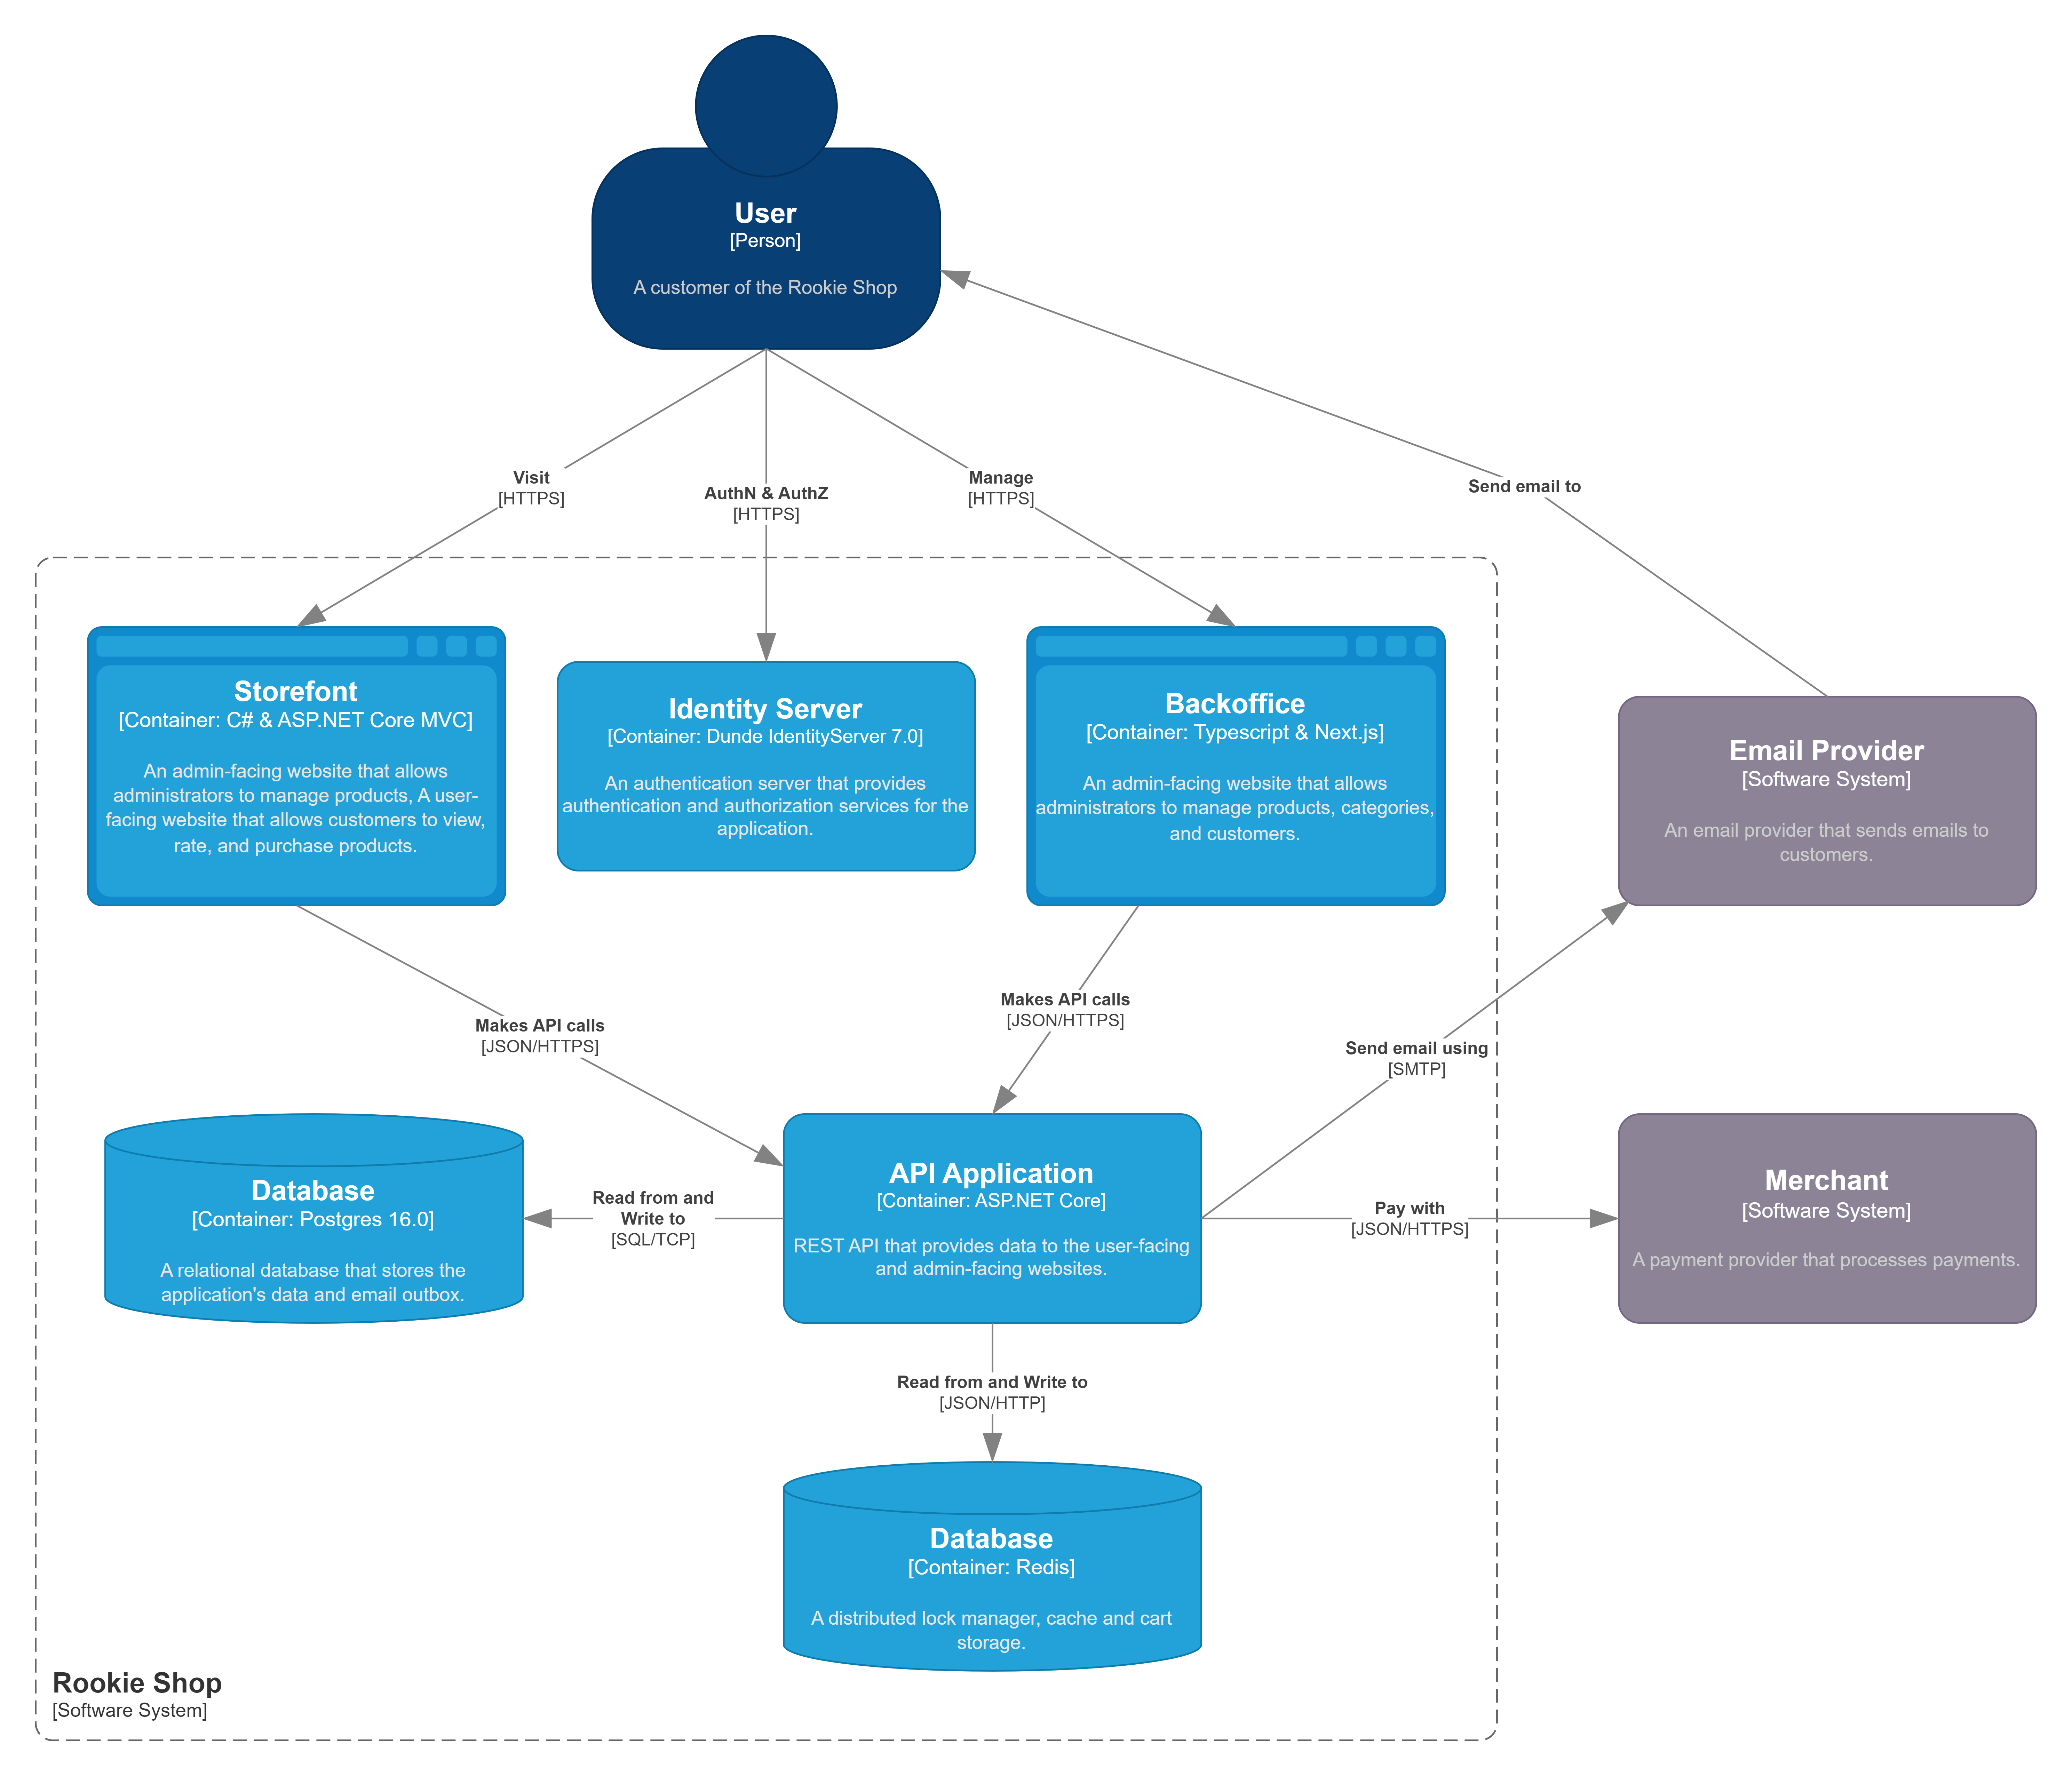 User
[Person]
A customer of the Rookie Shop
Visit
[HTTPS]
AuthN & AuthZ
[HTTPS]
Manage
[HTTPS]
Send email to
Storefont
[Container: C# & ASP.NET Core MVC]
An admin-facing website that allows
administrators to manage products, A user-
facing website that allows customers to view,
rate, and purchase products.
Identity Server
[Container: Dunde IdentityServer 7.0]
An authentication server that provides
authentication and authorization services for the
application.
Backoffice
[Container: Typescript & Next.js]
An admin-facing website that allows
administrators to manage products, categories,
and customers.
Email Provider
[Software System]
An email provider that sends emails to
customers.
Makes API calls
[JSON/HTTPS]
Makes API calls
[JSON/HTTPS]
Send email using
[SMTP]
Database
[Container: Postgres 16.0]
A relational database that stores the
application's data and email outbox.
Read from and
Write to
[SQL/TCP]
API Application
[Container: ASP.NET Core]
REST API that provides data to the user-facing
and admin-facing websites.
Pay with
[JSON/HTTPS]
Merchant
[Software System]
A payment provider that processes payments.
Read from and Write to
[JSON/HTTP]
Database
[Container: Redis]
A distributed lock manager, cache and cart
storage.
Rookie Shop
[Software System]